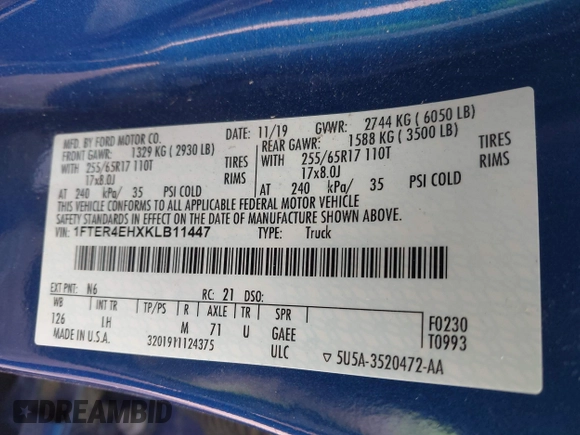 MFD. BY FORD MOTOR CO.
DATE: 11/19 GVWR: 2744 KG ( 6050 LB)
FRONT GAWR: 1329 KG ( 2930 LB)
REAR GAWR: 1588 KG ( 3500 LB)
WITH 255/65R17 110T TIRES
WITH 255/65R17 110T TIRES
17x8.0J RIMS
17x8.0J RIMS
AT 240 kPa/ 35 PSI COLD
AT 240 kPa/ 35 PSI COLD
THIS VEHICLE CONFORMS TO ALL APPLICABLE FEDERAL MOTOR VEHICLE
SAFETY STANDARDS IN EFFECT ON THE DATE OF MANUFACTURE SHOWN ABOVE.
VIN: 1FTER4EHXKLB11447 TYPE: Truck
EXT PNT: N6 RC: 21 DSO:
WB INT TR TP/PS R AXLE TR SPR
126 IH M 71 U GAEE F0230
MADE IN U.S.A. 3201911124375 ULC T0993
▽ 5U5A-3520472-AA
DREAMBID